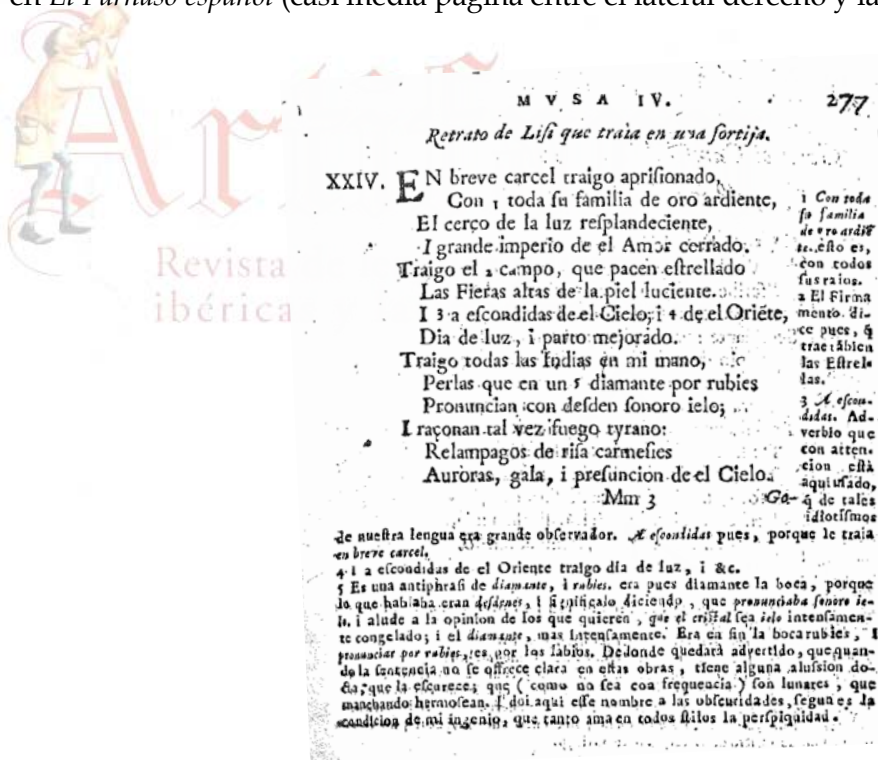 en El Parnaso español (casi media página entre el lateral derecho y la
Artes
Revista
ibérica
MVSA IV. 277
Retrato de Lisi que traia en vna sortija.
XXIV. EN breve carcel traigo aprisionado,
Con 1 toda su familia de oro ardiente,
El cerco de la luz resplandeciente,
I grande imperio de el Amor cerrado.
Traigo el 2 campo, que pacen estrellado
Las Fieras altas de la piel luciente.
I 3 a escondidas de el Cielo, i 4 de el Oriẽte,
Dia de luz, i parto mejorado.
Traigo todas las Indias en mi mano,
Perlas que en un 5 diamante por rubies
Pronuncian con desden sonoro ielo;
I raçonan tal vez fuego tyrano:
Relampagos de risa carmesies
Auroras, gala, i presuncion de el Cielo.
Mm 3 Ga-
1 Con toda
su familia
de oro ardiẽ
te. esto es,
con todos
sus raios.
2 El Firma
mento. di-
ce pues, q̃
trae tãbien
las Estrel-
las.
3 A escon-
didas. Ad-
verbio que
con atten-
cion està
aqui usado,
q̃ de tales
idiotismos
de nuestra lengua era grande observador. A escondidas pues, porque le traia
en breve carcel.
4 I a escondidas de el Oriente traigo dia de luz, i &c.
5 Es una antiphrasi de diamante, i rubies. era pues diamante la boca, porque
lo que hablaba eran desdenes, i significalo diciendo, que pronunciaba sonoro ie-
lo. i alude a la opinion de los que quieren, que el cristal sea ielo intensamen-
te congelado; i el diamante, mas intensamente. Era en fin la boca rubies, I
pronunciar por rubies, es por los labios. De donde quedarà advertido, que quan-
do la sentencia no se offrece clara en estas obras, tiene alguna alussion do-
cta, que la escurece; que (como no sea con frequencia) son lunares, que
manchando hermosean. I doi aqui esse nombre a las obscuridades, segun es la
condicion de mi ingenio, que tanto ama en todos stilos la perspiquidad.